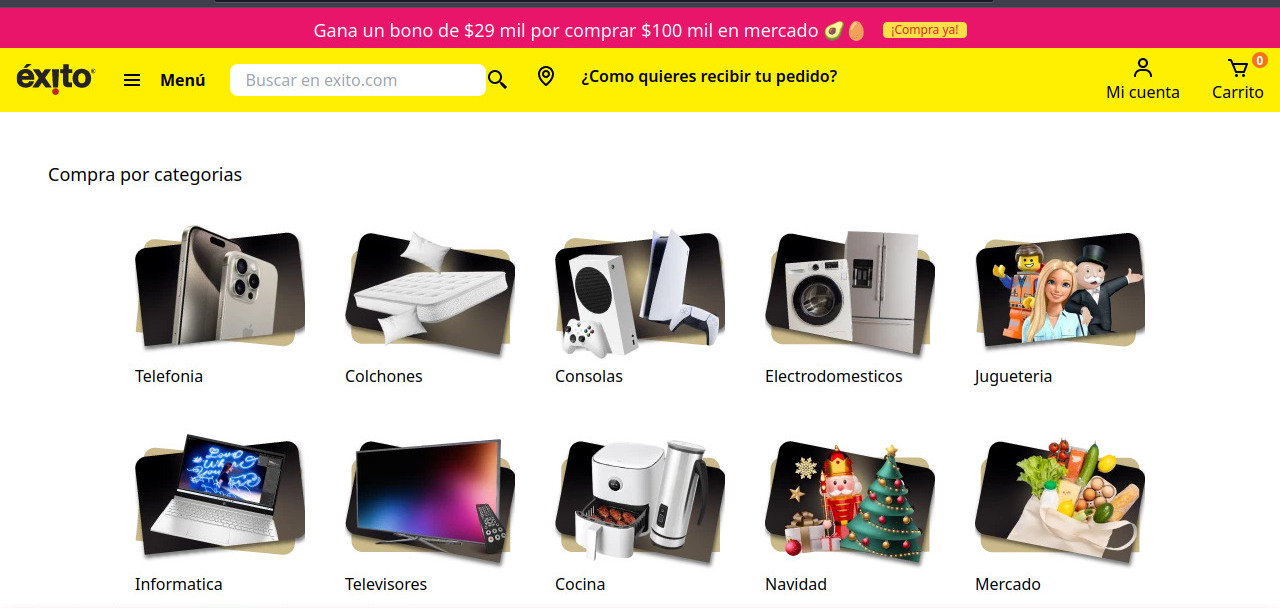 Gana un bono de $29 mil por comprar $100 mil en mercado 🥑🥚 ¡Compra ya!
éxito
Menú
Buscar en exito.com
¿Como quieres recibir tu pedido?
Mi cuenta
0
Carrito
Compra por categorias
Telefonia
Colchones
Consolas
Electrodomesticos
Jugueteria
Informatica
Televisores
Cocina
Navidad
Mercado